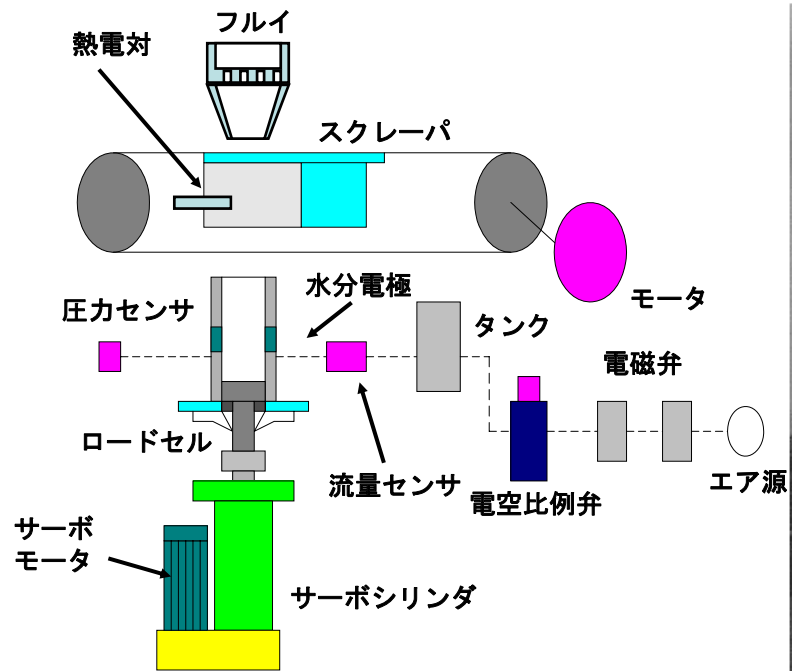 フルイ
熱電対
スクレーパ
モータ
水分電極
圧力センサ
タンク
電磁弁
ロードセル
流量センサ
電空比例弁
エア源
サーボ
モータ
サーボシリンダ